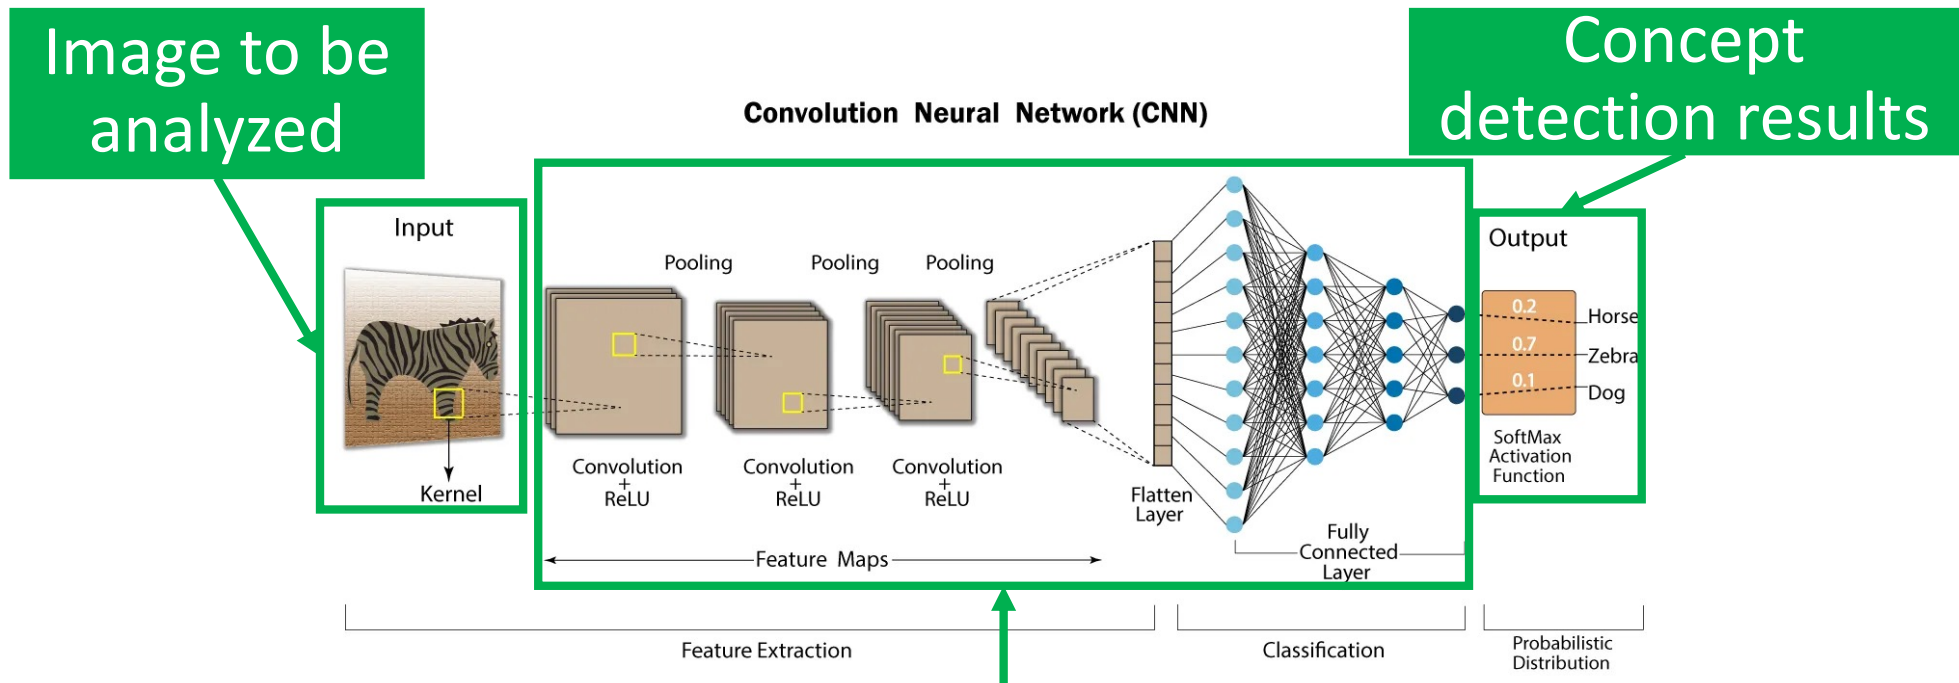 Image to be
analyzed
Concept
detection results
Convolution Neural Network (CNN)
Input
Kernel
Pooling
Pooling
Pooling
Convolution
+
ReLU
Convolution
+
ReLU
Convolution
+
ReLU
Feature Maps
Flatten
Layer
Fully
Connected
Layer
Output
0.2
Horse
0.7
Zebra
0.1
Dog
SoftMax
Activation
Function
Feature Extraction
Classification
Probabilistic
Distribution